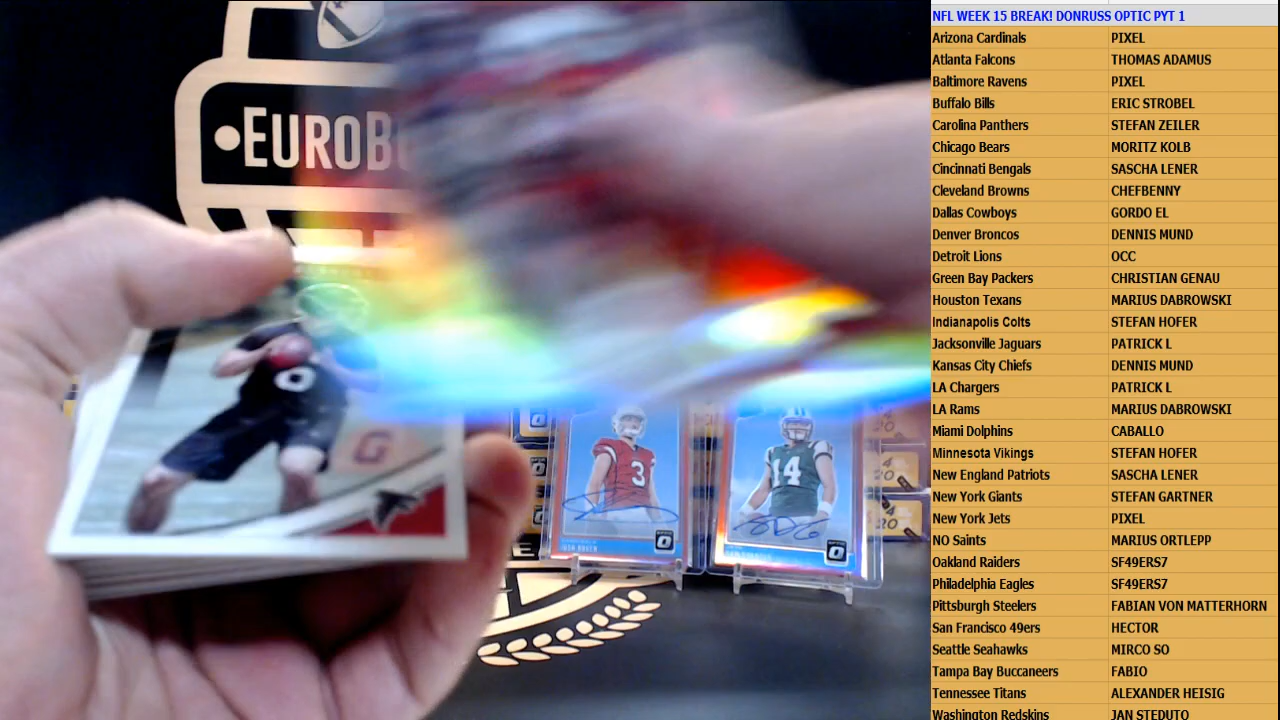 NFL WEEK 15 BREAK! DONRUSS OPTIC PYT 1
Arizona Cardinals PIXEL
Atlanta Falcons THOMAS ADAMUS
Baltimore Ravens PIXEL
Buffalo Bills ERIC STROBEL
Carolina Panthers STEFAN ZEILER
Chicago Bears MORITZ KOLB
Cincinnati Bengals SASCHA LENER
Cleveland Browns CHEFBENNY
Dallas Cowboys GORDO EL
Denver Broncos DENNIS MUND
Detroit Lions OCC
Green Bay Packers CHRISTIAN GENAU
Houston Texans MARIUS DABROWSKI
Indianapolis Colts STEFAN HOFER
Jacksonville Jaguars PATRICK L
Kansas City Chiefs DENNIS MUND
LA Chargers PATRICK L
LA Rams MARIUS DABROWSKI
Miami Dolphins CABALLO
Minnesota Vikings STEFAN HOFER
New England Patriots SASCHA LENER
New York Giants STEFAN GARTNER
New York Jets PIXEL
NO Saints MARIUS ORTLEPP
Oakland Raiders SF49ERS7
Philadelphia Eagles SF49ERS7
Pittsburgh Steelers FABIAN VON MATTERHORN
San Francisco 49ers HECTOR
Seattle Seahawks MIRCO SO
Tampa Bay Buccaneers FABIO
Tennessee Titans ALEXANDER HEISIG
Washington Redskins JAN STEDUTO
EUROB
3
14